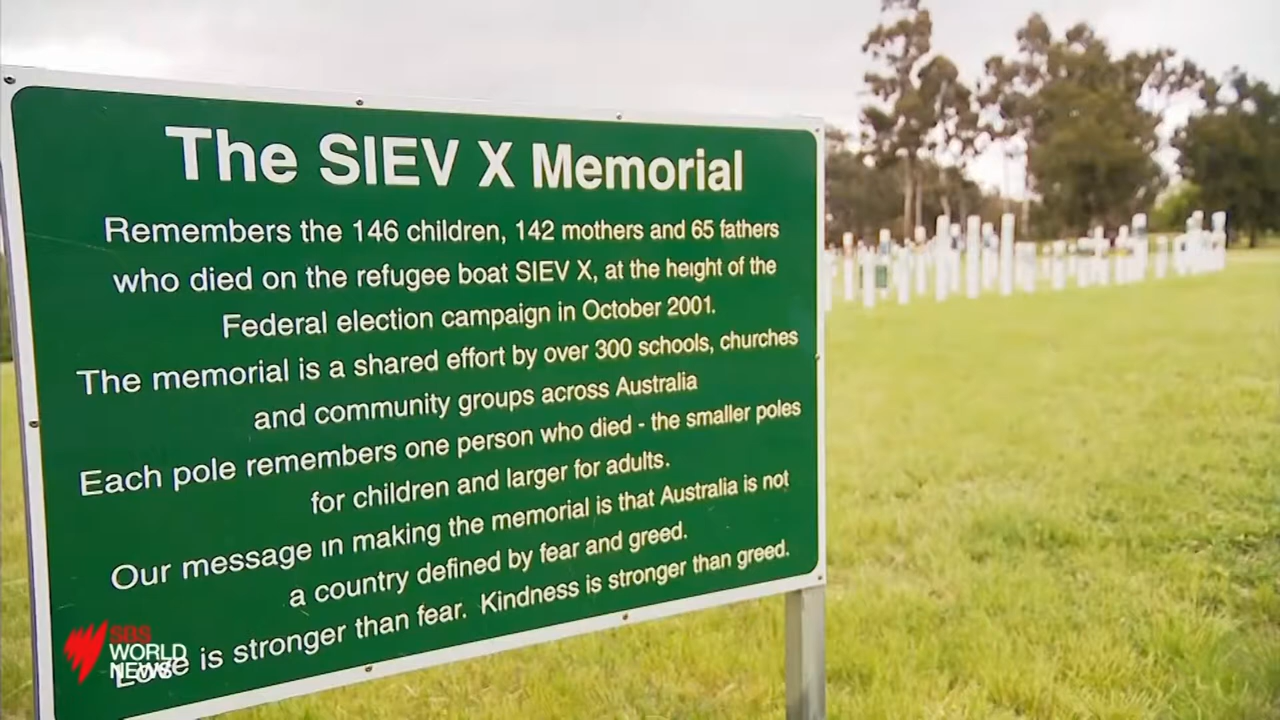 The SIEV X Memorial
Remembers the 146 children, 142 mothers and 65 fathers
who died on the refugee boat SIEV X, at the height of the
Federal election campaign in October 2001.
The memorial is a shared effort by over 300 schools, churches
and community groups across Australia
Each pole remembers one person who died - the smaller poles
for children and larger for adults.
Our message in making the memorial is that Australia is not
a country defined by fear and greed.
Love is stronger than fear. Kindness is stronger than greed.
SBS
WORLD
NEWS